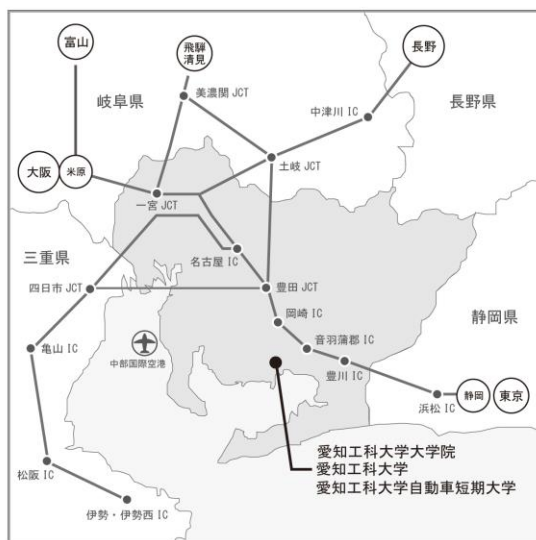 富山
飛騨
清見
長野
岐阜県
美濃関 JCT
中津川 IC
長野県
土岐 JCT
大阪
米原
一宮 JCT
三重県
名古屋 IC
四日市 JCT
豊田 JCT
岡崎 IC
静岡県
音羽蒲郡 IC
亀山 IC
中部国際空港
豊川 IC
浜松 IC
静岡
東京
愛知工科大学大学院
愛知工科大学
愛知工科大学自動車短期大学
松阪 IC
伊勢・伊勢西 IC